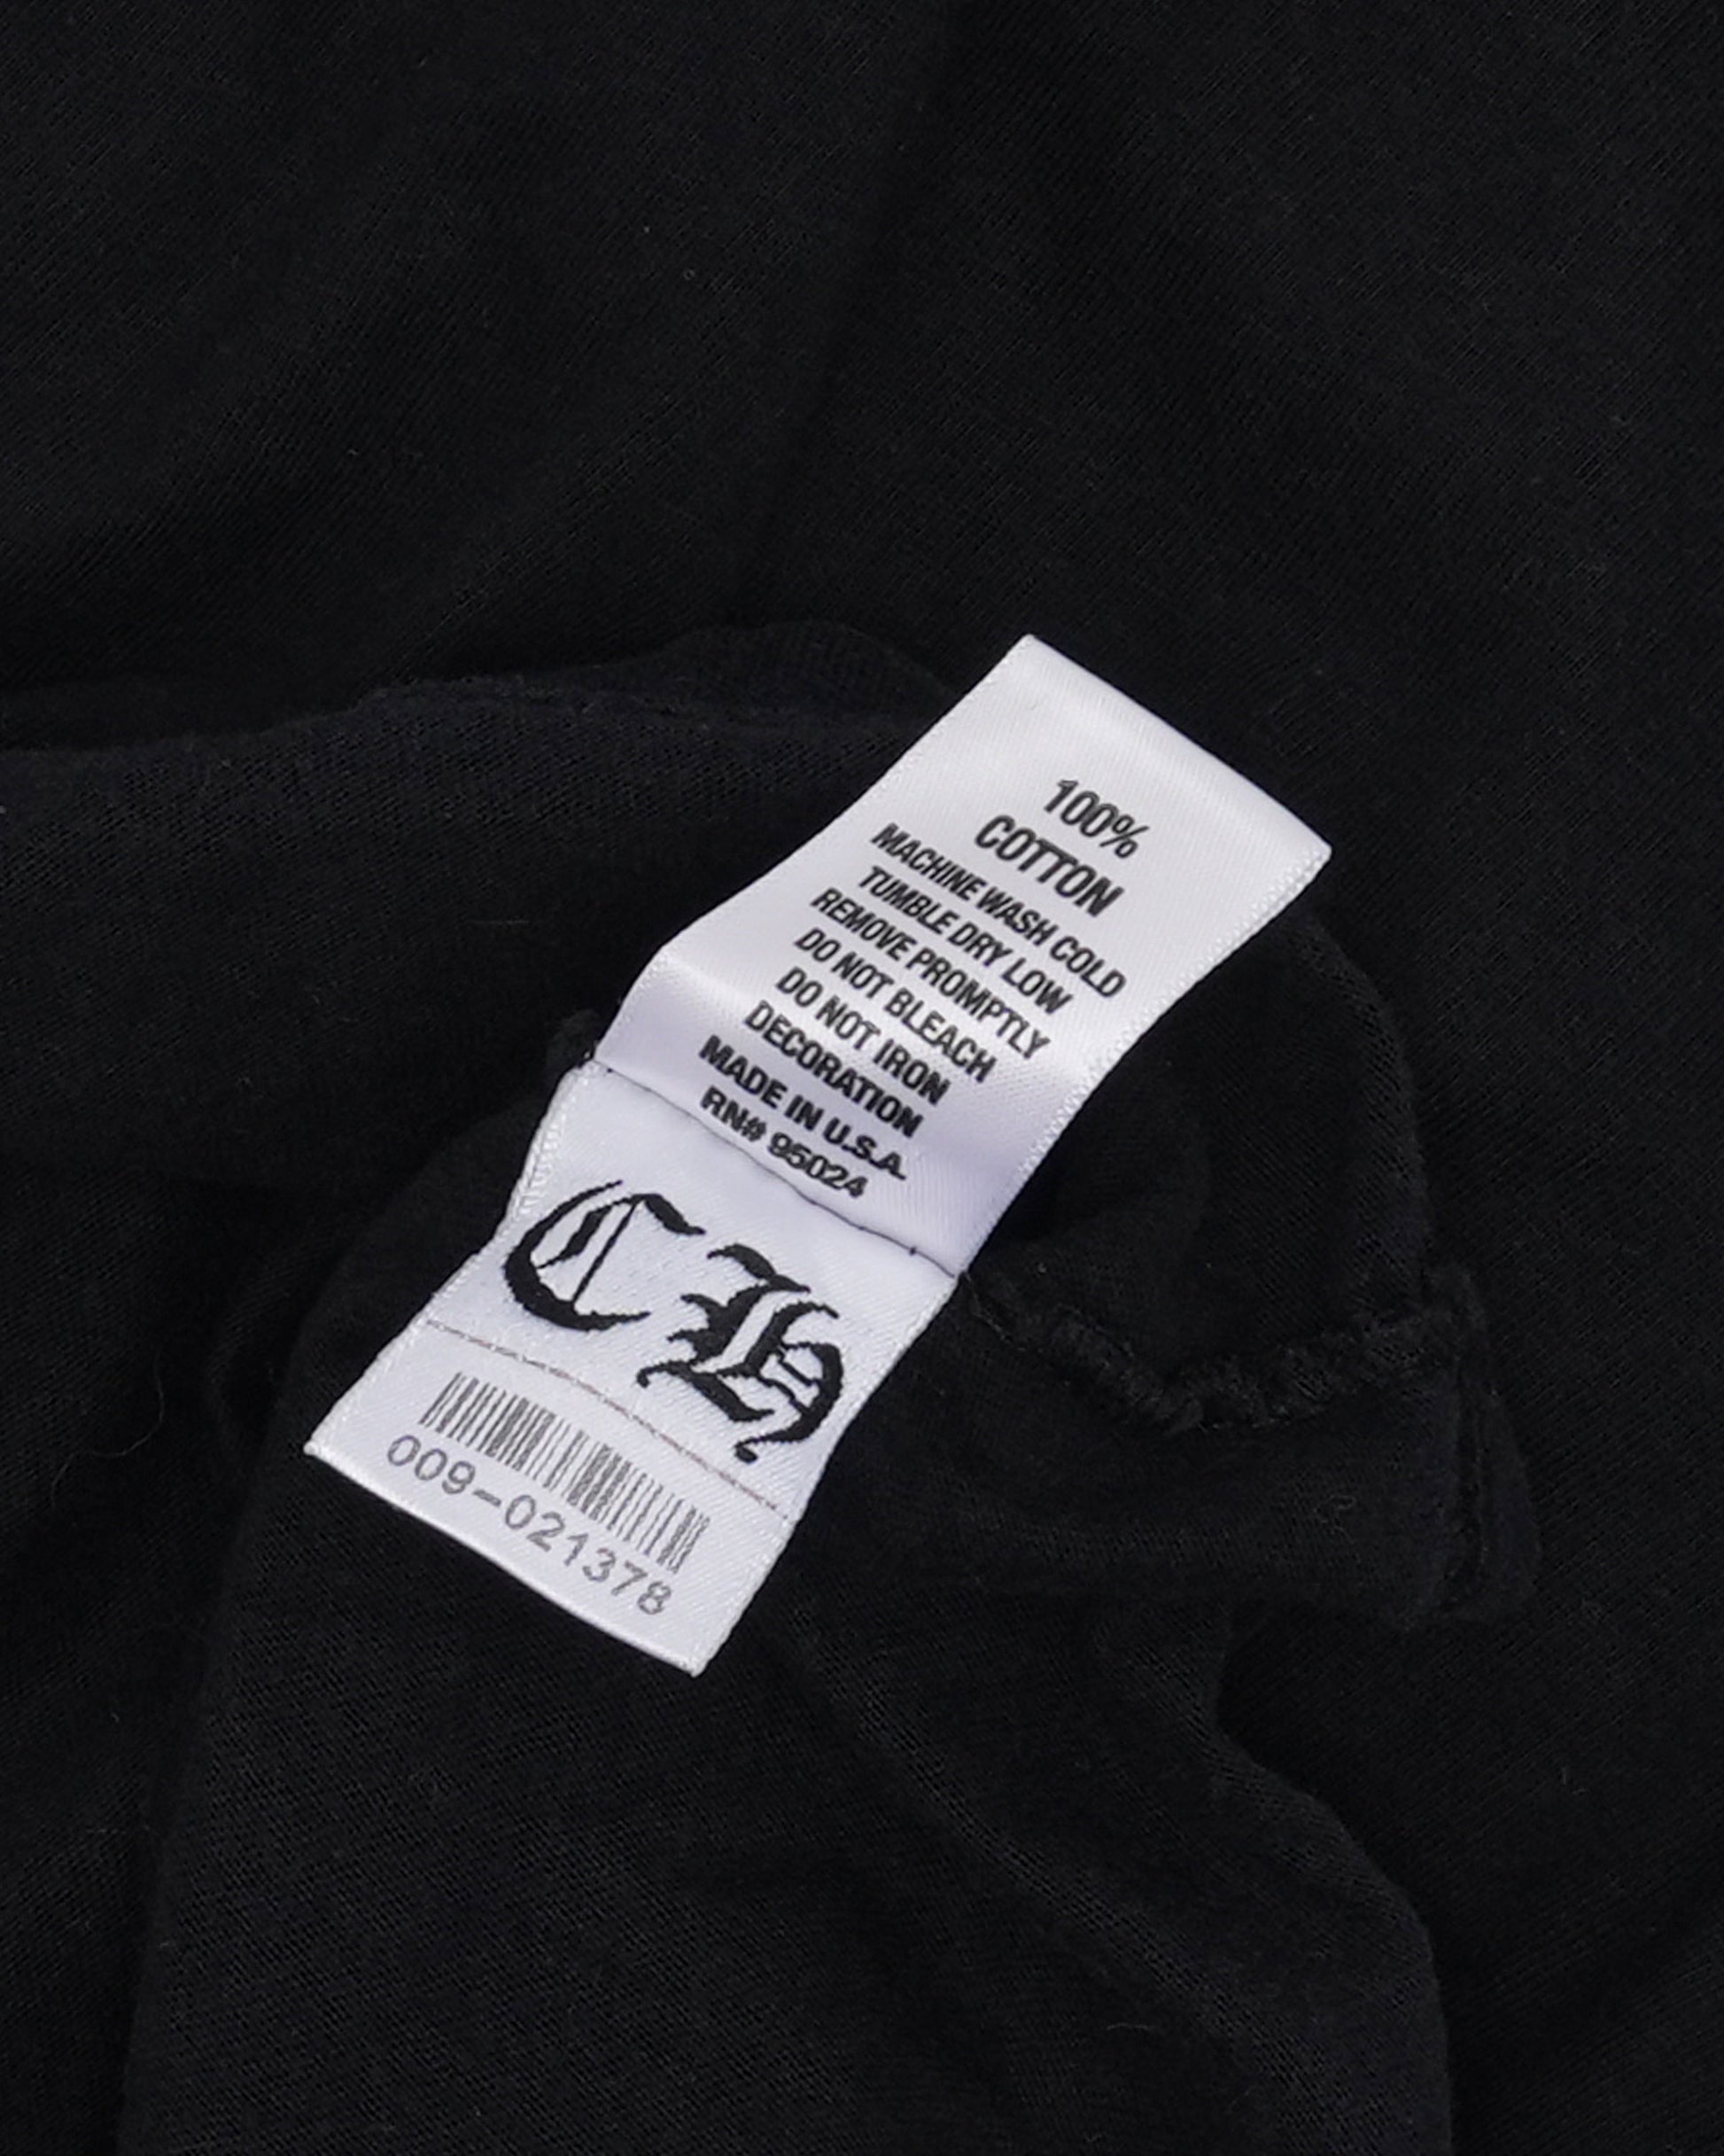 100%
COTTON
MACHINE WASH COLD
TUMBLE DRY LOW
REMOVE PROMPTLY
DO NOT BLEACH
DO NOT IRON
DECORATION
MADE IN U.S.A.
RN# 95024
CH
009-021378